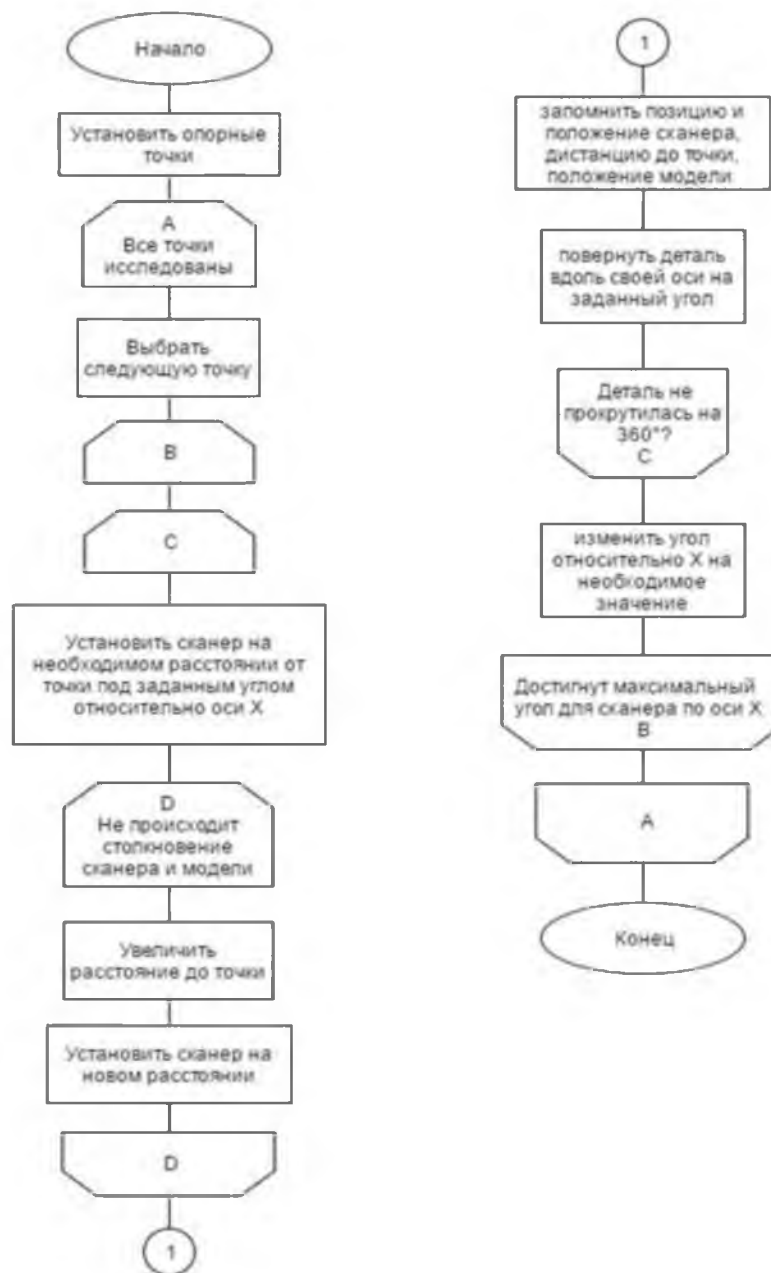 Начало
Установить опорные
точки
A
Все точки
исследованы
Выбрать
следующую точку
B
C
Установить сканер на
необходимом расстоянии от
точки под заданным углом
относительно оси X
D
Не происходит
столкновение
сканера и модели
Увеличить
расстояние до точки
Установить сканер на
новом расстоянии
D
1
1
запомнить позицию и
положение сканера,
дистанцию до точки,
положение модели
повернуть деталь
вдоль своей оси на
заданный угол
Деталь не
прокрутилась на
360°?
C
изменить угол
относительно X на
необходимое
значение
Достигнут максимальный
угол для сканера по оси X
B
A
Конец